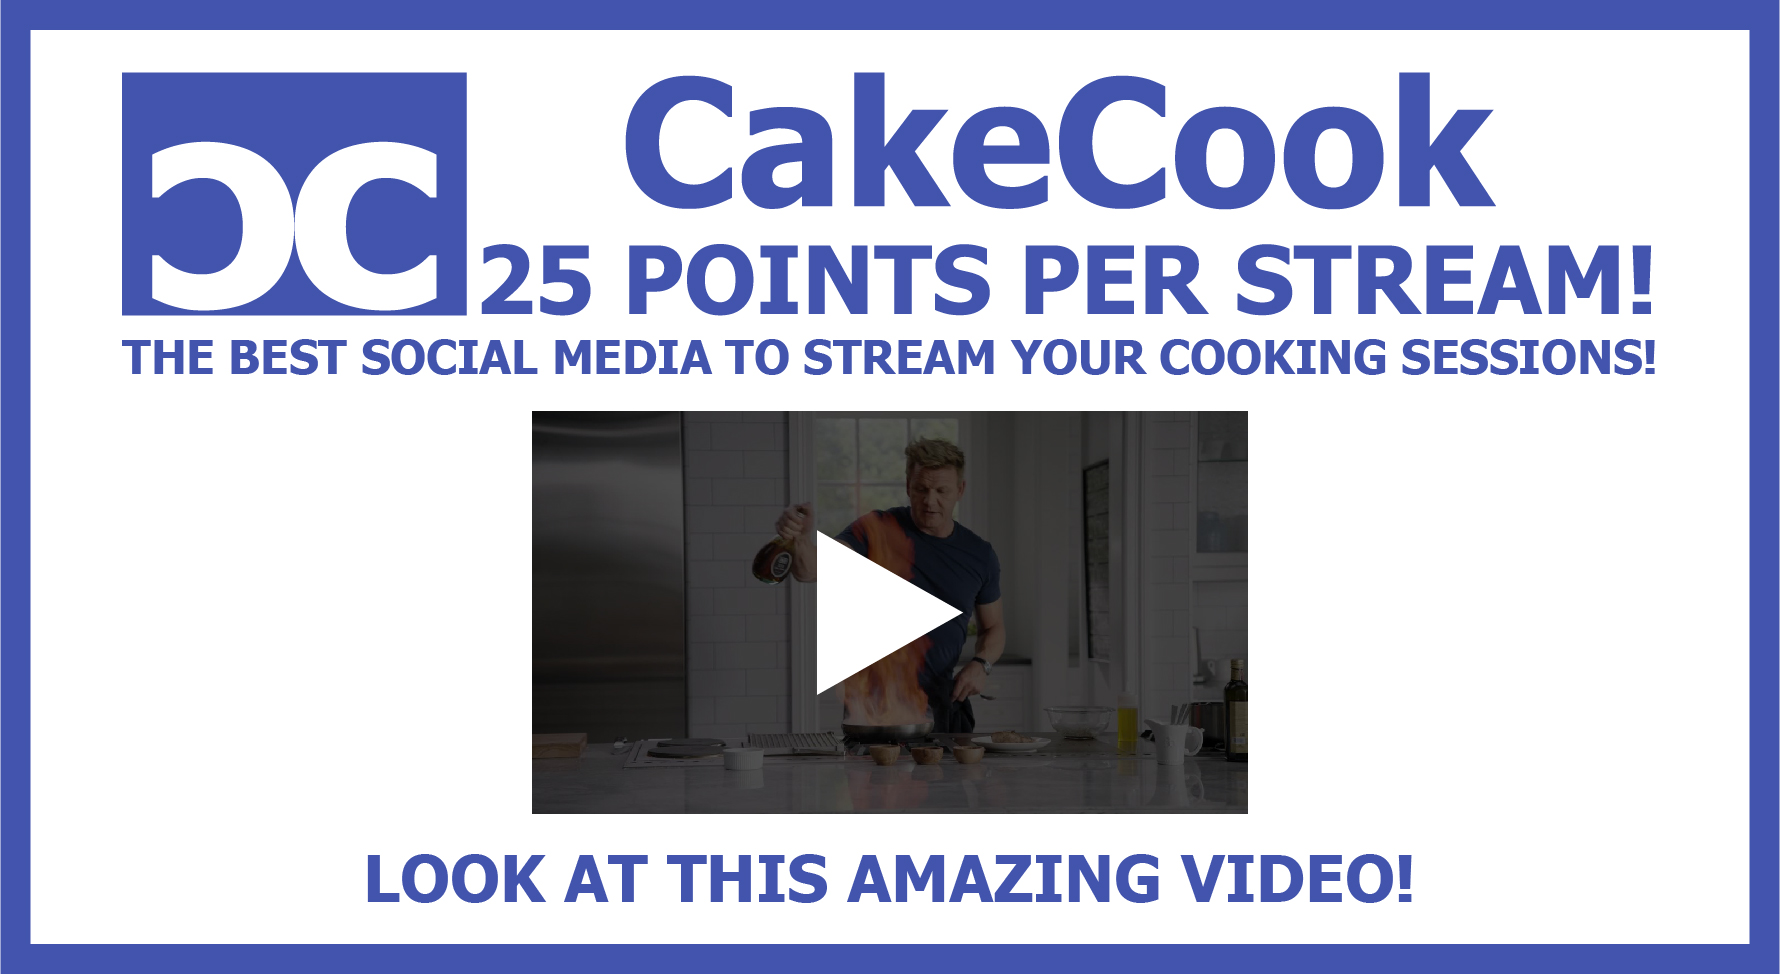 CakeCook
25 POINTS PER STREAM!
THE BEST SOCIAL MEDIA TO STREAM YOUR COOKING SESSIONS!
LOOK AT THIS AMAZING VIDEO!